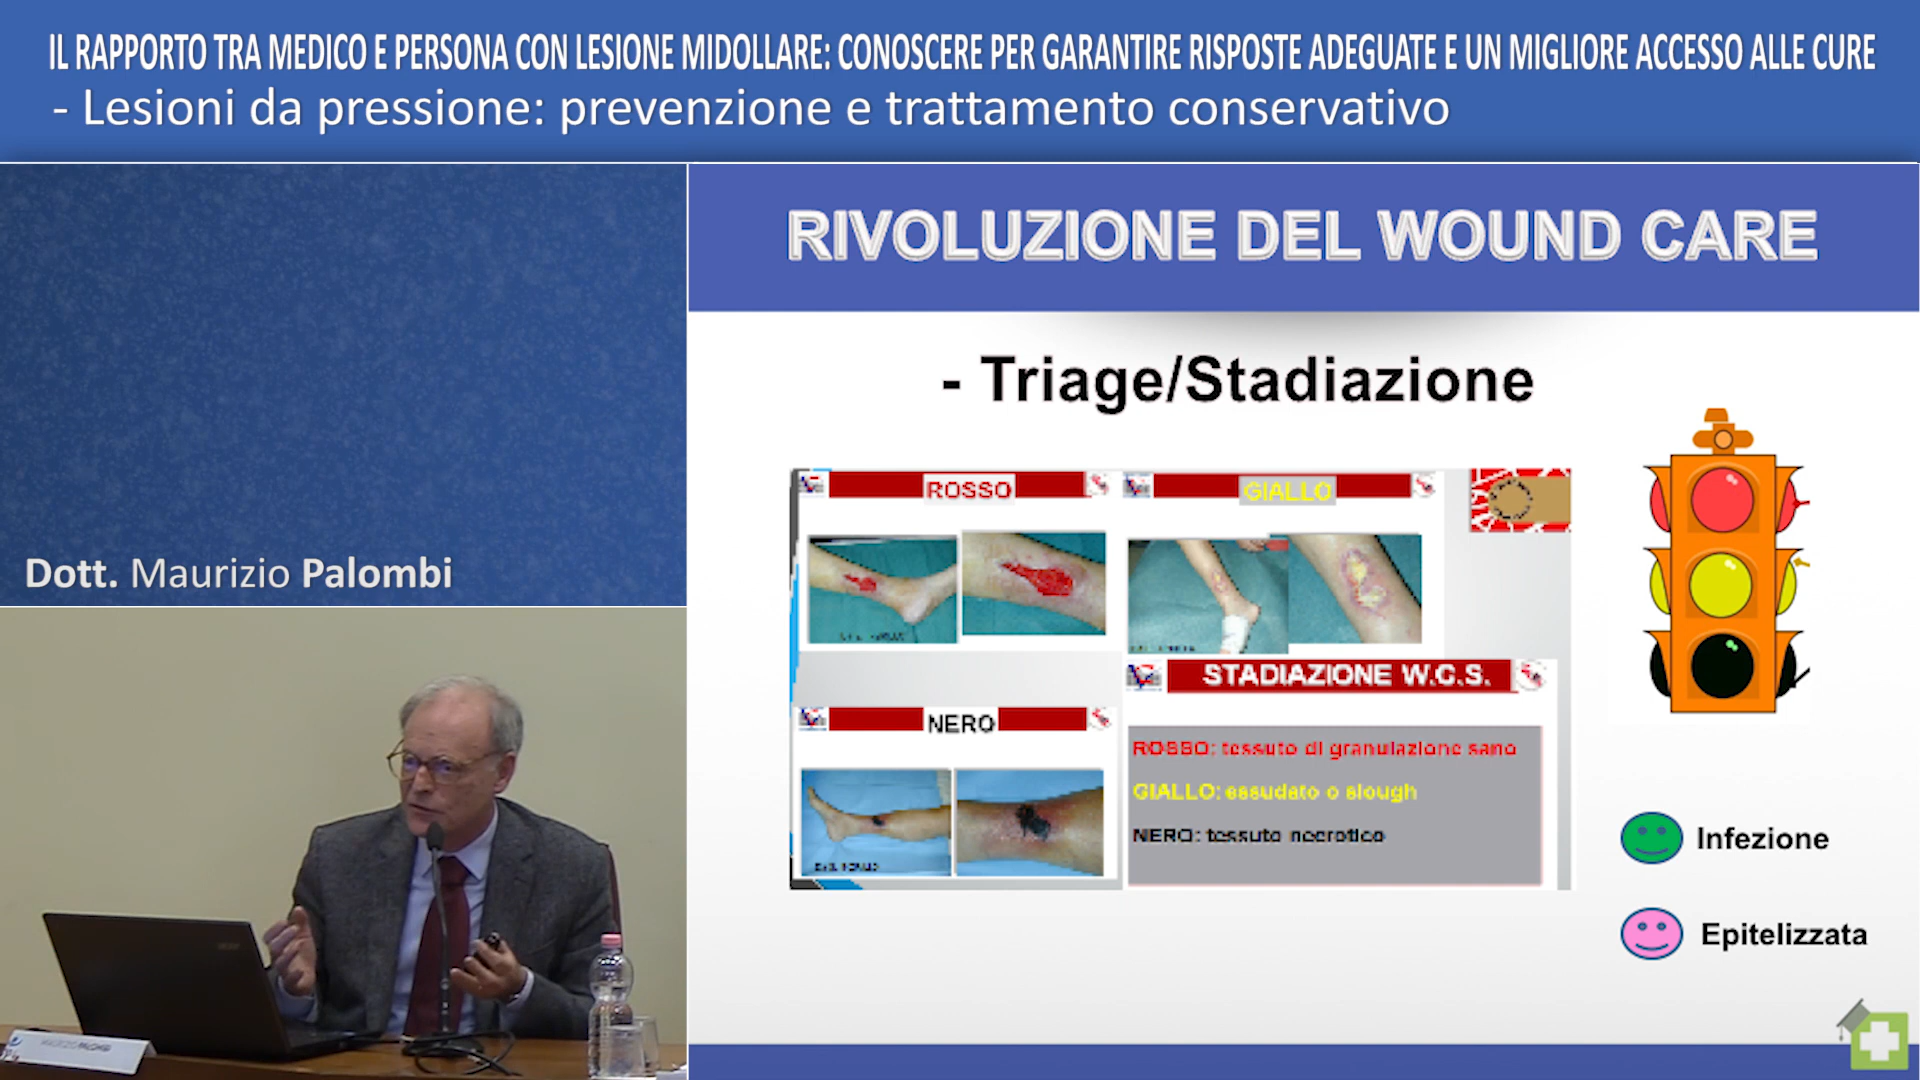 IL RAPPORTO TRA MEDICO E PERSONA CON LESIONE MIDOLLARE: CONOSCERE PER GARANTIRE RISPOSTE ADEGUATE E UN MIGLIORE ACCESSO ALLE CURE
- Lesioni da pressione: prevenzione e trattamento conservativo
Dott. Maurizio Palombi
RIVOLUZIONE DEL WOUND CARE
- Triage/Stadiazione
ROSSO
GIALLO
NERO
STADIAZIONE W.C.S.
ROSSO: tessuto di granulazione sano
GIALLO: essudato o slough
NERO: tessuto necrotico
Infezione
Epitelizzata
MAURIZIO PALOMBI